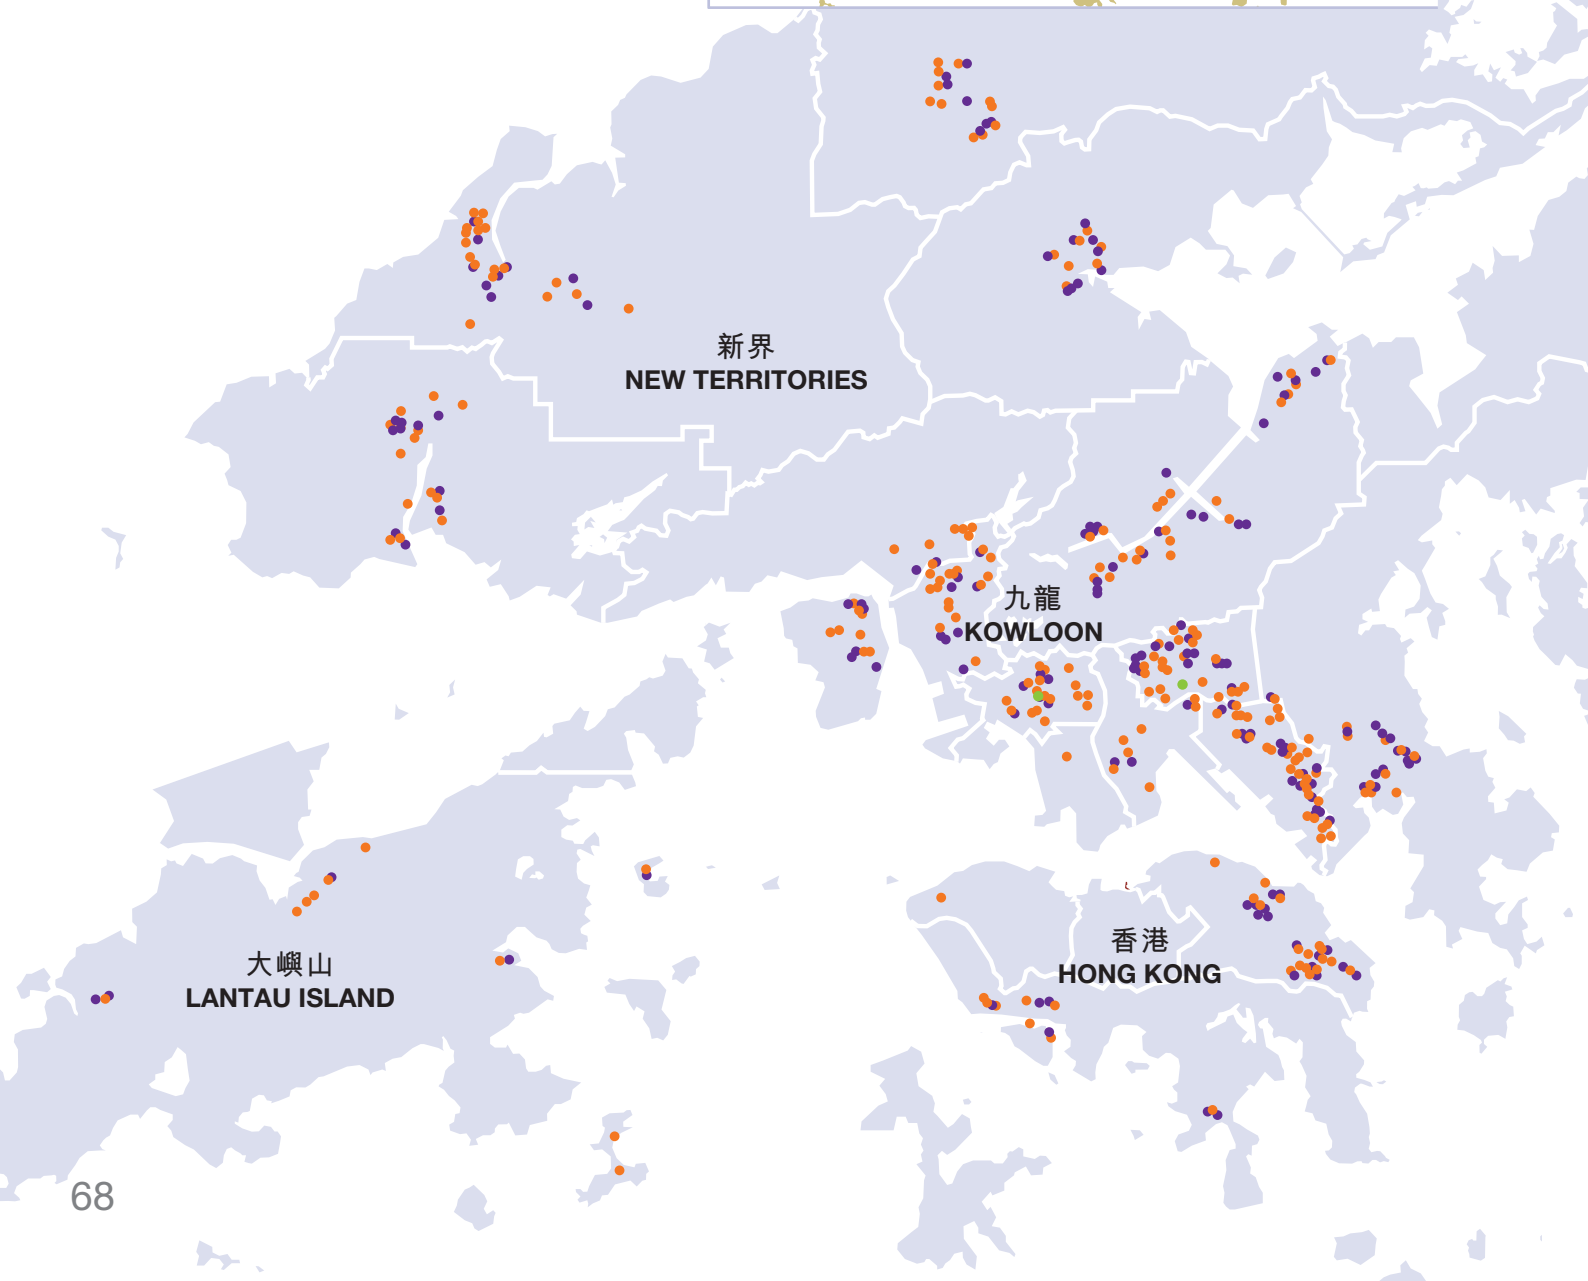 新界
NEW TERRITORIES
九龍
KOWLOON
香港
HONG KONG
大嶼山
LANTAU ISLAND
68